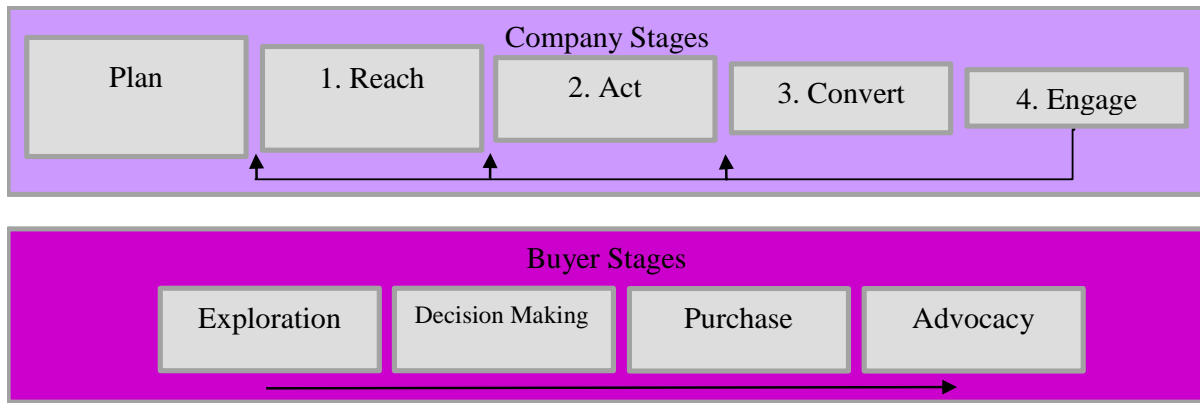 Company Stages
Plan
1. Reach
2. Act
3. Convert
4. Engage
Buyer Stages
Exploration
Decision Making
Purchase
Advocacy